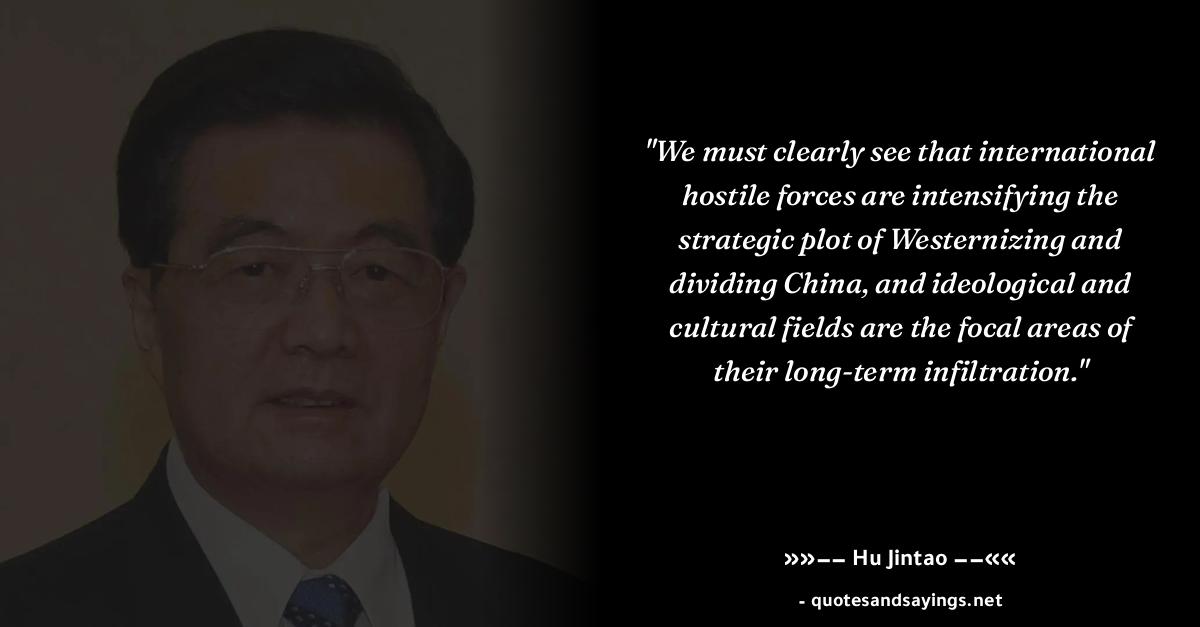 "We must clearly see that international
hostile forces are intensifying the
strategic plot of Westernizing and
dividing China, and ideological and
cultural fields are the focal areas of
their long-term infiltration."
»»-- Hu Jintao --««
- quotesandsayings.net